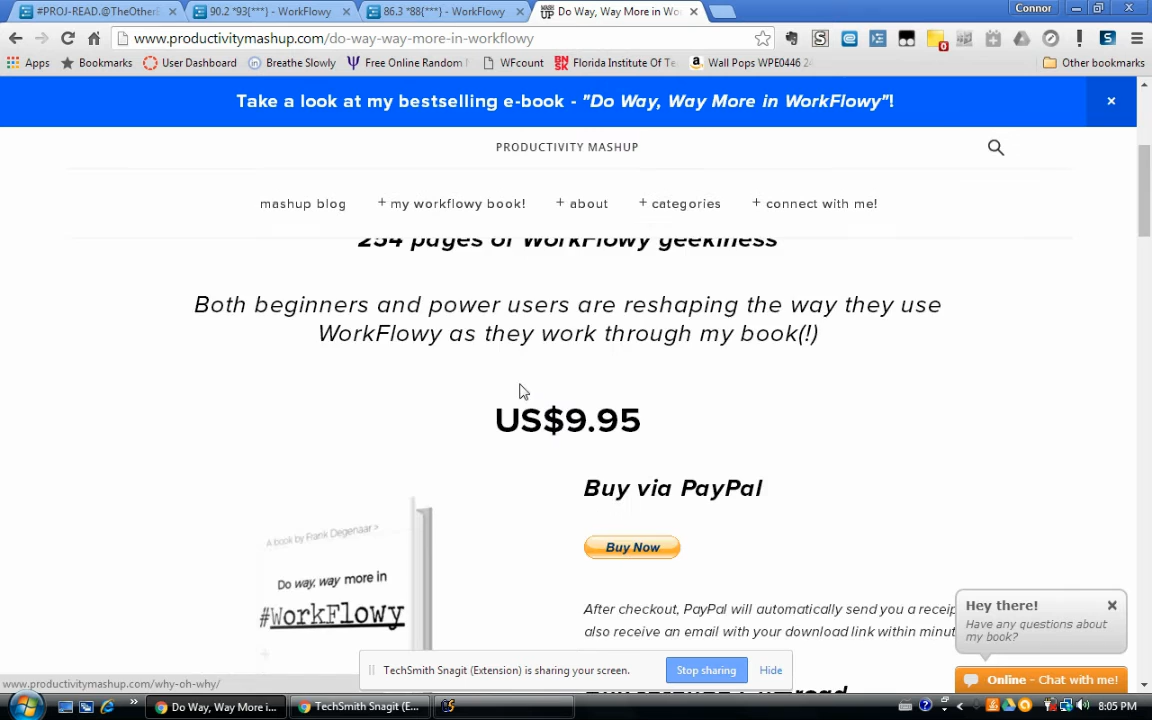 #PROJ-READ.@TheOther
90.2 *93{***} - WorkFlowy
86.3 *88{***} - WorkFlowy
Do Way, Way More in Wo
Connor
www.productivitymashup.com/do-way-way-more-in-workflowy
Apps
Bookmarks
User Dashboard
Breathe Slowly
Free Online Random
WFcount
Florida Institute Of Te
Wall Pops WPE0446 24
Other bookmarks
Take a look at my bestselling e-book - "Do Way, Way More in WorkFlowy"!
PRODUCTIVITY MASHUP
mashup blog
+ my workflowy book!
+ about
+ categories
+ connect with me!
254 pages of WorkFlowy geekiness
Both beginners and power users are reshaping the way they use
WorkFlowy as they work through my book(!)
US$9.95
Buy via PayPal
Buy Now
A book by Frank Degenaar >
Do way, way more in
#WorkFlowy
After checkout, PayPal will automatically send you a receip
also receive an email with your download link within minut
Hey there!
Have any questions about
my book?
Online - Chat with me!
TechSmith Snagit (Extension) is sharing your screen.
Stop sharing
Hide
www.productivitymashup.com/why-oh-why/
Do Way, Way More i...
TechSmith Snagit (E...
8:05 PM